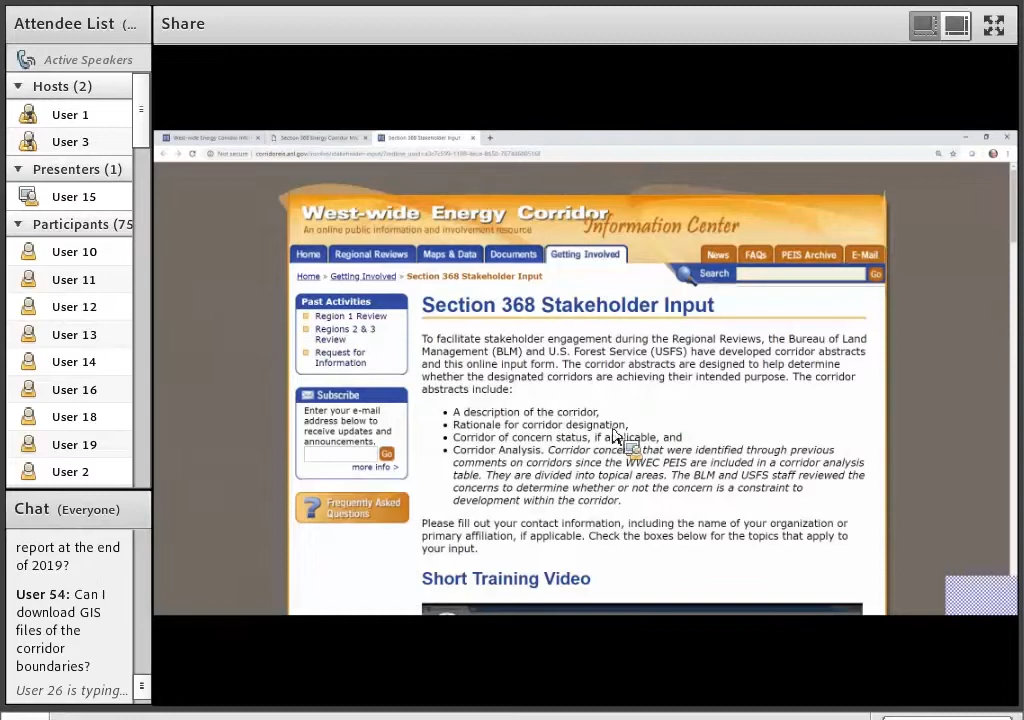 Attendee List (...
Share
Active Speakers
Hosts (2)
User 1
User 3
Presenters (1)
User 15
Participants (75
User 10
User 11
User 12
User 13
User 14
User 16
User 18
User 19
User 2
Chat (Everyone)
report at the end
of 2019?
User 54: Can I
download GIS
files of the
corridor
boundaries?
User 26 is typing...
West-wide Energy Corridor
Section 368 Energy Corridor
Section 368 Stakeholder Input
Not secure
West-wide Energy Corridor
Information Center
An online public information and involvement resource
Home
Regional Reviews
Maps & Data
Documents
Getting Involved
News
FAQs
PEIS Archive
E-Mail
Home > Getting Involved > Section 368 Stakeholder Input
Search
Go
Past Activities
Region 1 Review
Regions 2 & 3
Review
Request for
Information
Subscribe
Enter your e-mail
address below to
receive updates and
announcements.
Go
more info >
? Frequently Asked
Questions
Section 368 Stakeholder Input
To facilitate stakeholder engagement during the Regional Reviews, the Bureau of Land
Management (BLM) and U.S. Forest Service (USFS) have developed corridor abstracts
and this online input form. The corridor abstracts are designed to help determine
whether the designated corridors are achieving their intended purpose. The corridor
abstracts include:
• A description of the corridor,
• Rationale for corridor designation,
• Corridor of concern status, if applicable, and
• Corridor Analysis. Corridor concerns that were identified through previous
comments on corridors since the WWEC PEIS are included in a corridor analysis
table. They are divided into topical areas. The BLM and USFS staff reviewed the
concerns to determine whether or not the concern is a constraint to
development within the corridor.
Please fill out your contact information, including the name of your organization or
primary affiliation, if applicable. Check the boxes below for the topics that apply to
your input.
Short Training Video